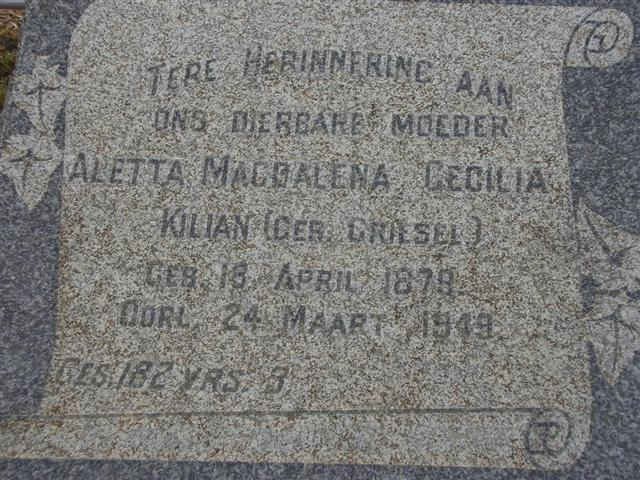 TERE HERINNERING AAN
ONS DIERBARE MOEDER
ALETTA MAGDALENA CECILIA
KILIAN (GEB. GRIESEL)
GEB. 15 APRIL 1879
OORL. 24 MAART 1949
GES. 182 VRS 3